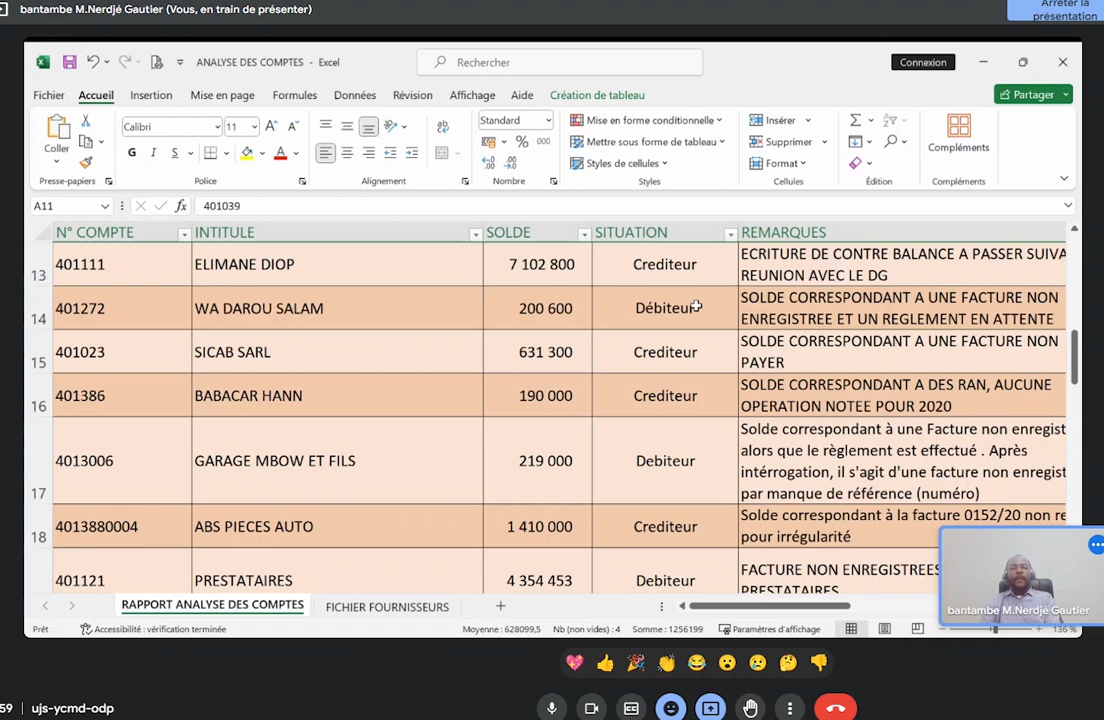 bantambe M.Nerdjé Gautier (Vous, en train de présenter)
Arrêter la
présentation
ANALYSE DES COMPTES - Excel
Rechercher
Connexion
Fichier Accueil Insertion Mise en page Formules Données Révision Affichage Aide Création de tableau
Partager
Coller
Calibri 11
G I S
Standard
% 000
Mise en forme conditionnelle
Mettre sous forme de tableau
Styles de cellules
Insérer
Supprimer
Format
Compléments
Presse-papiers Police Alignement Nombre Styles Cellules Édition Compléments
A11 fx 401039
N° COMPTE INTITULE SOLDE SITUATION REMARQUES
13 401111 ELIMANE DIOP 7 102 800 Crediteur ECRITURE DE CONTRE BALANCE A PASSER SUIVA
REUNION AVEC LE DG
14 401272 WA DAROU SALAM 200 600 Débiteur SOLDE CORRESPONDANT A UNE FACTURE NON
ENREGISTREE ET UN REGLEMENT EN ATTENTE
15 401023 SICAB SARL 631 300 Crediteur SOLDE CORRESPONDANT A UNE FACTURE NON
PAYER
16 401386 BABACAR HANN 190 000 Crediteur SOLDE CORRESPONDANT A DES RAN, AUCUNE
OPERATION NOTEE POUR 2020
17 4013006 GARAGE MBOW ET FILS 219 000 Debiteur Solde correspondant à une Facture non enregist
alors que le règlement est effectué . Après
intérrogation, il s'agit d'une facture non enregist
par manque de référence (numéro)
18 4013880004 ABS PIECES AUTO 1 410 000 Crediteur Solde correspondant à la facture 0152/20 non re
pour irrégularité
401121 PRESTATAIRES 4 354 453 Debiteur FACTURE NON ENREGISTREES
PRESTATAIRES
bantambe M.Nerdjé Gautier
RAPPORT ANALYSE DES COMPTES FICHIER FOURNISSEURS
Prêt Accessibilité : vérification terminée Moyenne : 628099,5 Nb (non vides) : 4 Somme : 1256199 Paramètres d'affichage 136 %
59 | ujs-ycmd-odp